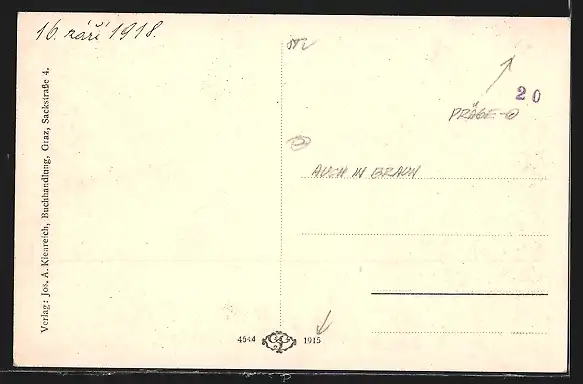 16. září 1918.
20
PRÄGE-
AUCH IN BRAUN
Verlag: Jos. A. Kienreich, Buchhandlung, Graz, Sackstraße 4.
4544 1915